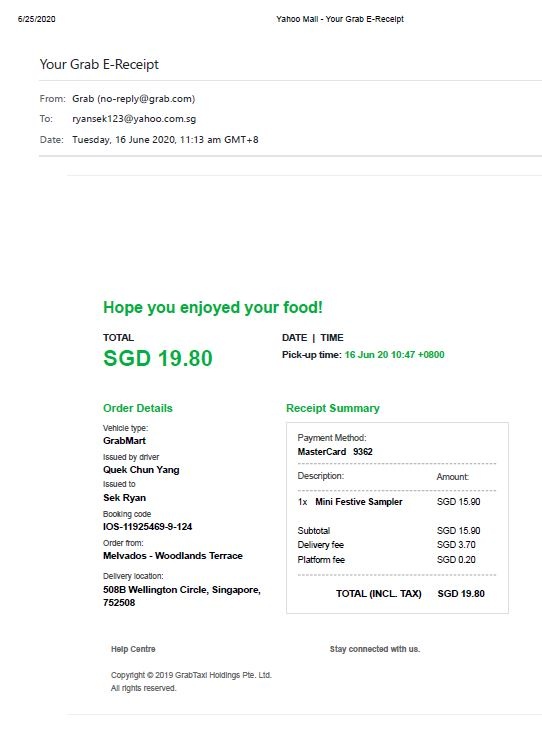 6/25/2020 Yahoo Mail - Your Grab E-Receipt
Your Grab E-Receipt
From: Grab (no-reply@grab.com)
To: ryansek123@yahoo.com.sg
Date: Tuesday, 16 June 2020, 11:13 am GMT+8
Hope you enjoyed your food!
TOTAL
SGD 19.80
DATE | TIME
Pick-up time: 16 Jun 20 10:47 +0800
Order Details
Vehicle type:
GrabMart
Issued by driver
Quek Chun Yang
Issued to
Sek Ryan
Booking code
IOS-11925469-9-124
Order from:
Melvados - Woodlands Terrace
Delivery location:
508B Wellington Circle, Singapore,
752508
Receipt Summary
Payment Method:
MasterCard 9362
Description: Amount:
1x Mini Festive Sampler SGD 15.90
Subtotal SGD 15.90
Delivery fee SGD 3.70
Platform fee SGD 0.20
TOTAL (INCL. TAX) SGD 19.80
Help Centre
Stay connected with us.
Copyright © 2019 GrabTaxi Holdings Pte. Ltd.
All rights reserved.